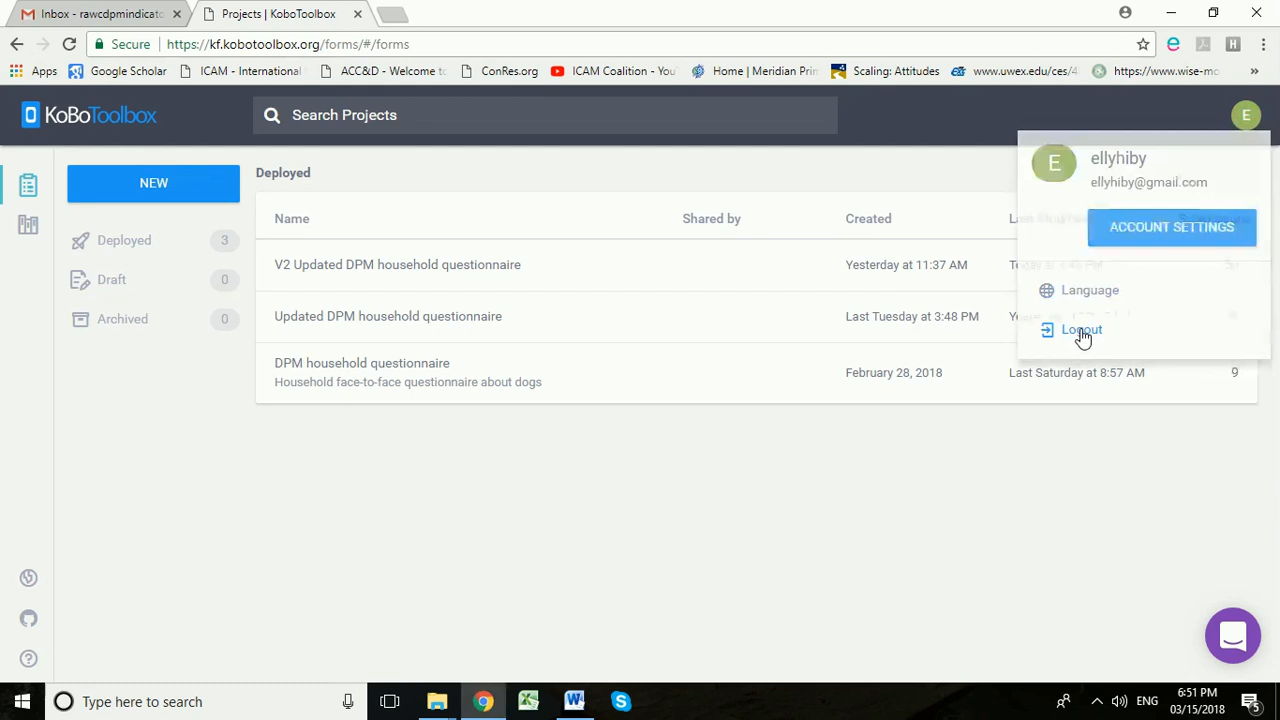 Inbox - rawcdpmindicato
Projects | KoboToolbox
Secure
https://kf.kobotoolbox.org/forms/#/forms
Apps
Google Scholar
ICAM - International
ACC&D - Welcome to
ConRes.org
ICAM Coalition - You
Home | Meridian Prim
Scaling: Attitudes
www.uwex.edu/ces/4
https://www.wise-mo
»
KoBoToolbox
Search Projects
E
E
ellyhiby
ellyhiby@gmail.com
ACCOUNT SETTINGS
Language
Logout
NEW
Deployed 3
Draft 0
Archived 0
Deployed
Name Shared by Created
V2 Updated DPM household questionnaire Yesterday at 11:37 AM
Updated DPM household questionnaire Last Tuesday at 3:48 PM
DPM household questionnaire
Household face-to-face questionnaire about dogs
February 28, 2018 Last Saturday at 8:57 AM 9
Type here to search
ENG
6:51 PM
03/15/2018
5